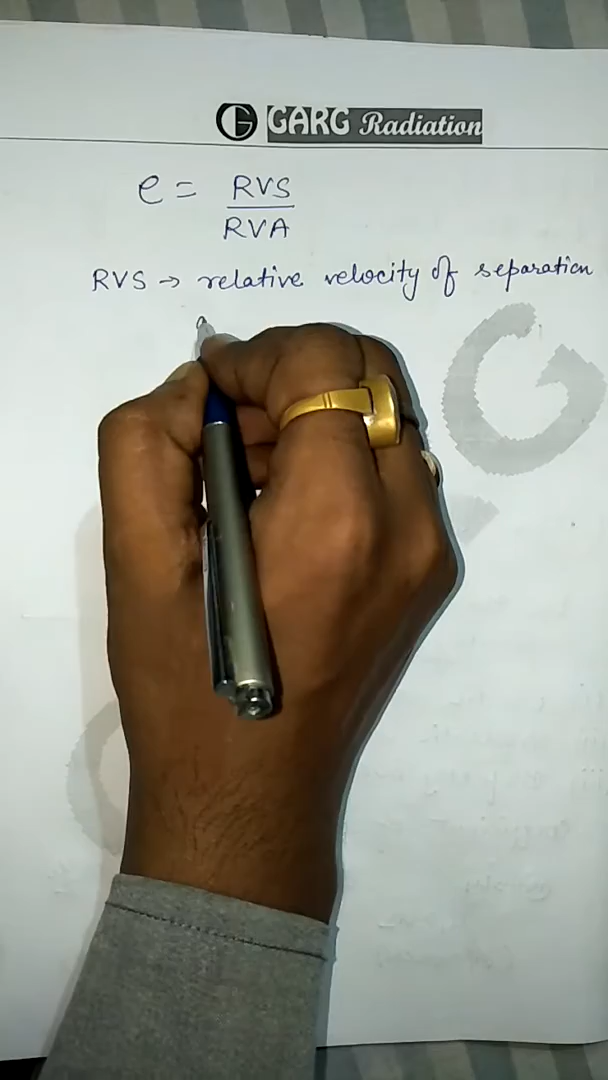 G GARG Radiation
e = RVS / RVA
RVS → relative velocity of separation